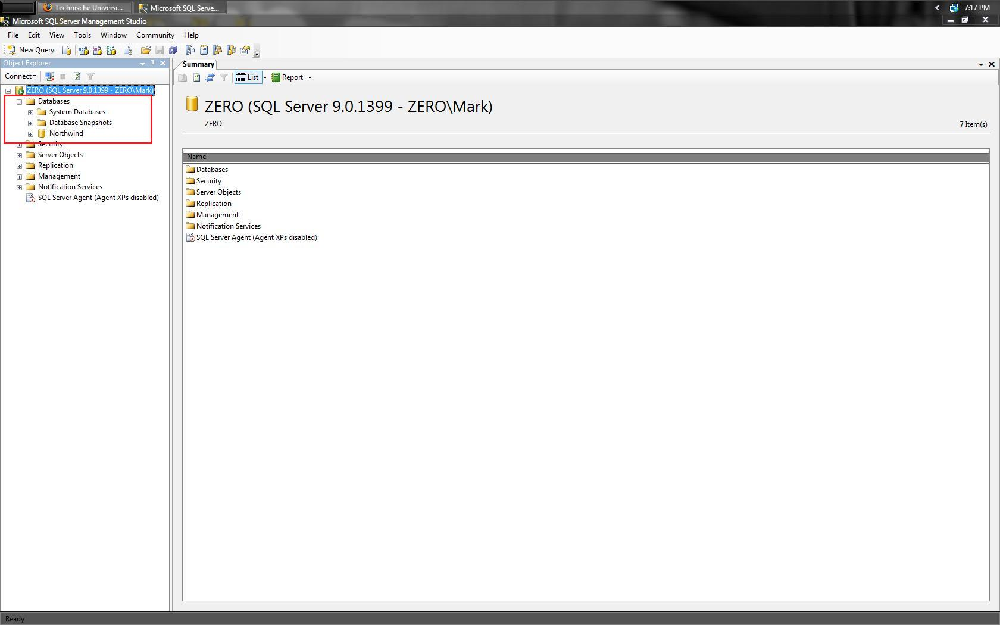 Technische Universi...
Microsoft SQL Serve...
7:17 PM
Microsoft SQL Server Management Studio
File Edit View Tools Window Community Help
New Query
Object Explorer
Connect
ZERO (SQL Server 9.0.1399 - ZERO\Mark)
Databases
System Databases
Database Snapshots
Northwind
Security
Server Objects
Replication
Management
Notification Services
SQL Server Agent (Agent XPs disabled)
Summary
List Report
ZERO (SQL Server 9.0.1399 - ZERO\Mark)
ZERO
7 Item(s)
Name
Databases
Security
Server Objects
Replication
Management
Notification Services
SQL Server Agent (Agent XPs disabled)
Ready